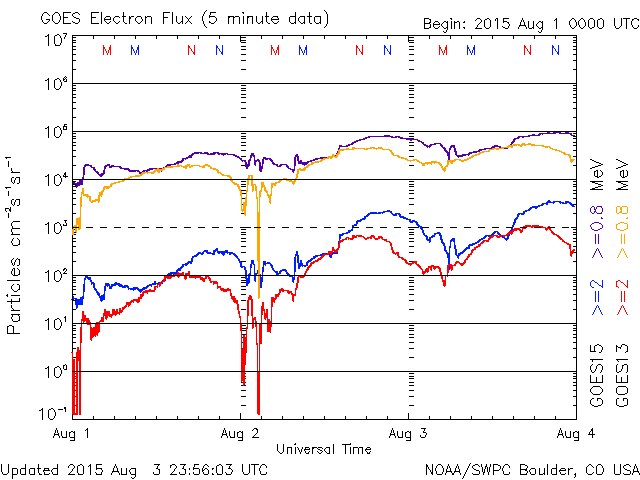 GOES Electron Flux (5 minute data)
Begin: 2015 Aug 1 0000 UTC
10⁷
M M N N M M N N M M N N
10⁶
10⁵
10⁴
10³
10²
10¹
10⁰
10⁻¹
Particles cm⁻²s⁻¹sr⁻¹
Aug 1 Aug 2 Aug 3 Aug 4
Universal Time
GOES15 >=2 >=0.8 MeV
GOES13 >=2 >=0.8 MeV
Updated 2015 Aug 3 23:56:03 UTC
NOAA/SWPC Boulder, CO USA